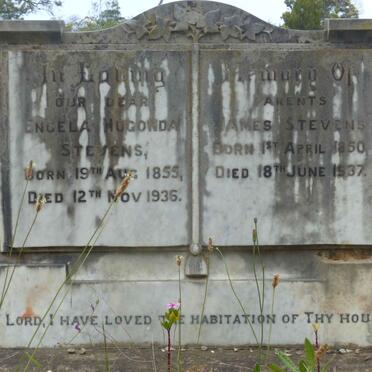 In Loving Memory Of
OUR DEAR PARENTS
ENGELA HUGONDA STEVENS,
BORN 19TH AUG 1855,
DIED 12TH NOV 1936.
JAMES STEVENS
BORN 1ST APRIL 1850
DIED 18TH JUNE 1937.
LORD, I HAVE LOVED THE HABITATION OF THY HOU